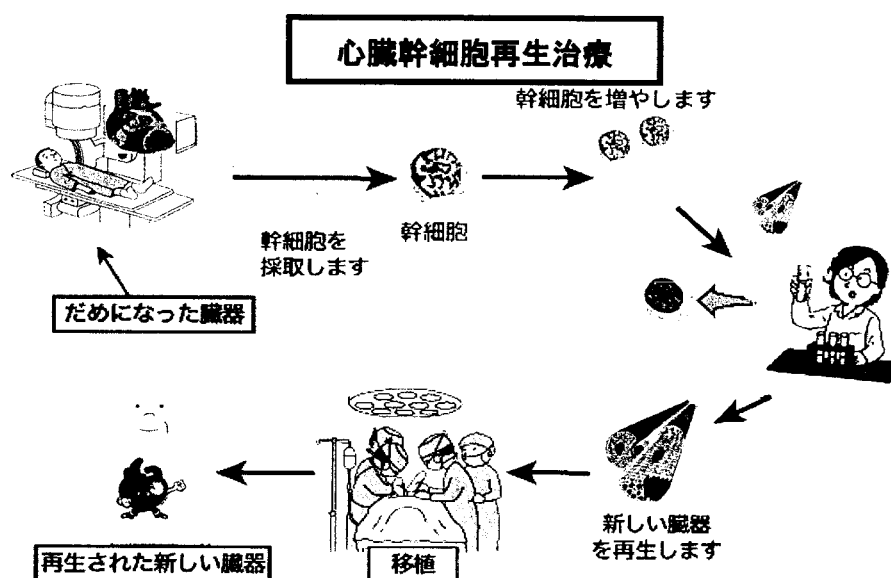 心臓幹細胞再生治療
幹細胞を増やします
幹細胞を
採取します
幹細胞
だめになった臓器
新しい臓器
を再生します
移植
再生された新しい臓器